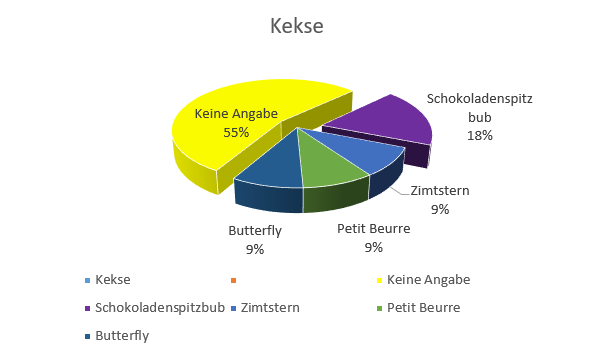 Kekse
Keine Angabe
55%
Schokoladenspitz
bub
18%
Zimtstern
9%
Petit Beurre
9%
Butterfly
9%
Kekse
Keine Angabe
Schokoladenspitzbub
Zimtstern
Petit Beurre
Butterfly